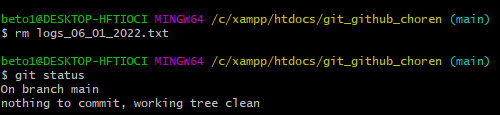 beto1@DESKTOP-HFTIOCI MINGW64 /c/xampp/htdocs/git_github_choren (main)
$ rm logs_06_01_2022.txt
beto1@DESKTOP-HFTIOCI MINGW64 /c/xampp/htdocs/git_github_choren (main)
$ git status
On branch main
nothing to commit, working tree clean